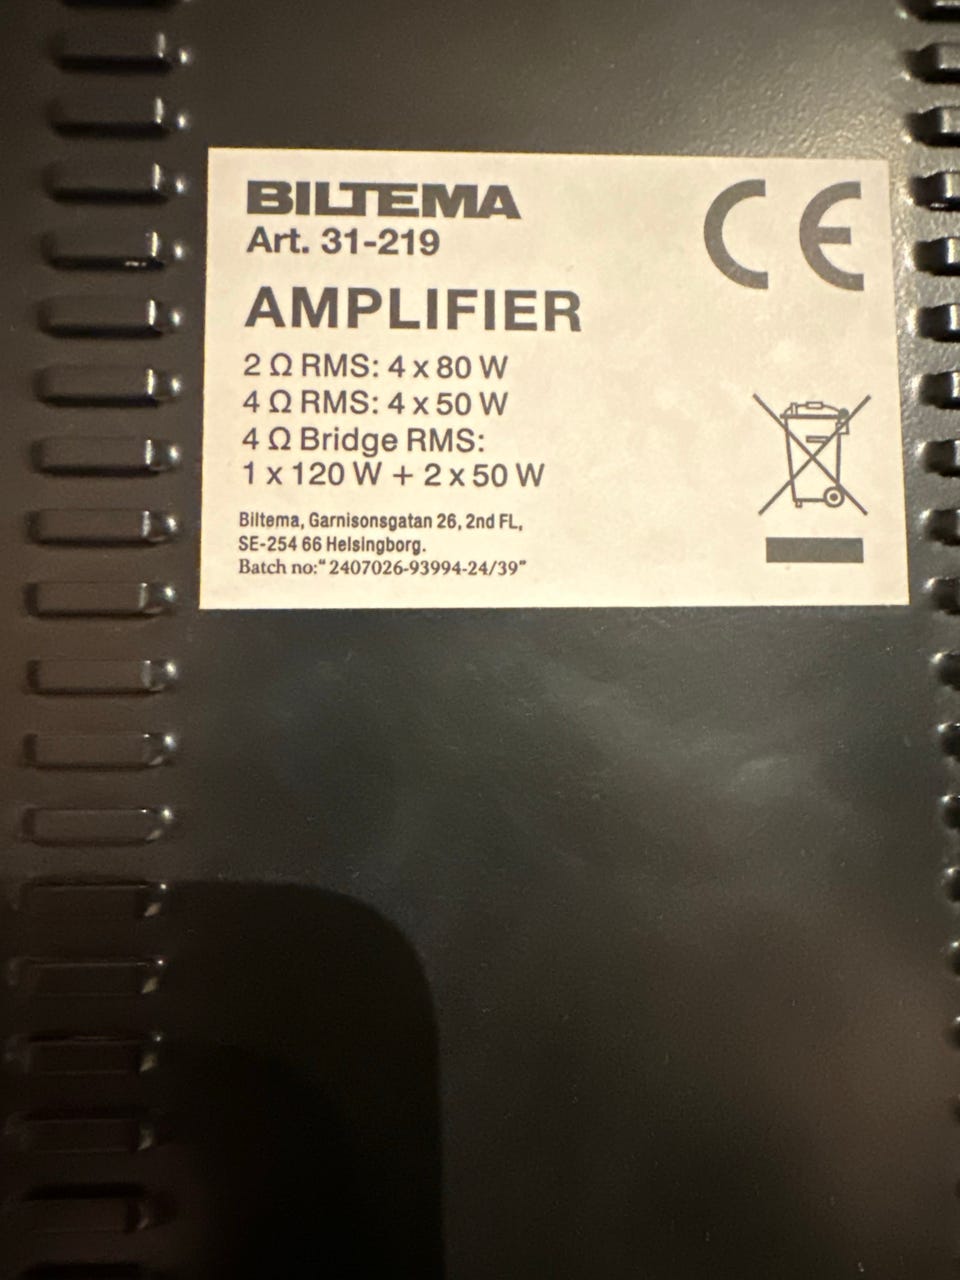 BILTEMA
Art. 31-219
CE
AMPLIFIER
2 Ω RMS: 4 x 80 W
4 Ω RMS: 4 x 50 W
4 Ω Bridge RMS:
1 x 120 W + 2 x 50 W
Biltema, Garnisonsgatan 26, 2nd FL,
SE-254 66 Helsingborg.
Batch no:“ 2407026-93994-24/39”